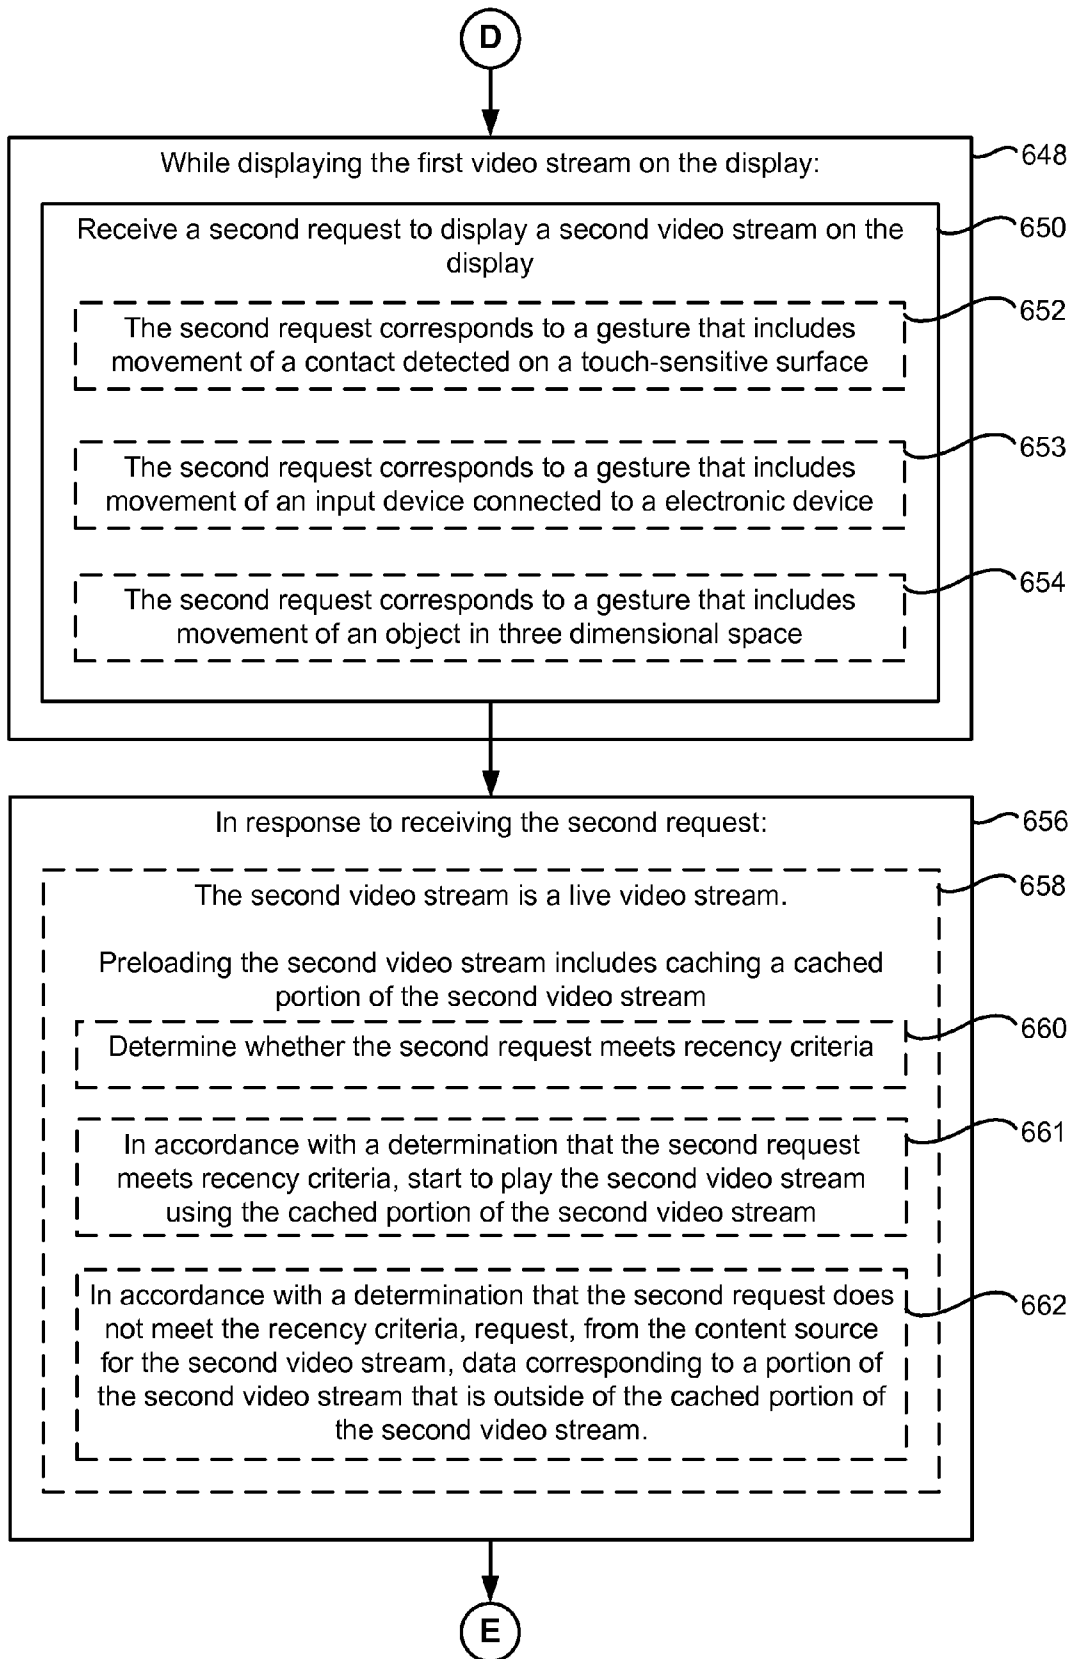 D
While displaying the first video stream on the display:
648
Receive a second request to display a second video stream on the
display
650
The second request corresponds to a gesture that includes
movement of a contact detected on a touch-sensitive surface
652
The second request corresponds to a gesture that includes
movement of an input device connected to a electronic device
653
The second request corresponds to a gesture that includes
movement of an object in three dimensional space
654
In response to receiving the second request:
656
The second video stream is a live video stream.
658
Preloading the second video stream includes caching a cached
portion of the second video stream
Determine whether the second request meets recency criteria
660
In accordance with a determination that the second request
meets recency criteria, start to play the second video stream
using the cached portion of the second video stream
661
In accordance with a determination that the second request does
not meet the recency criteria, request, from the content source
for the second video stream, data corresponding to a portion of
the second video stream that is outside of the cached portion of
the second video stream.
662
E